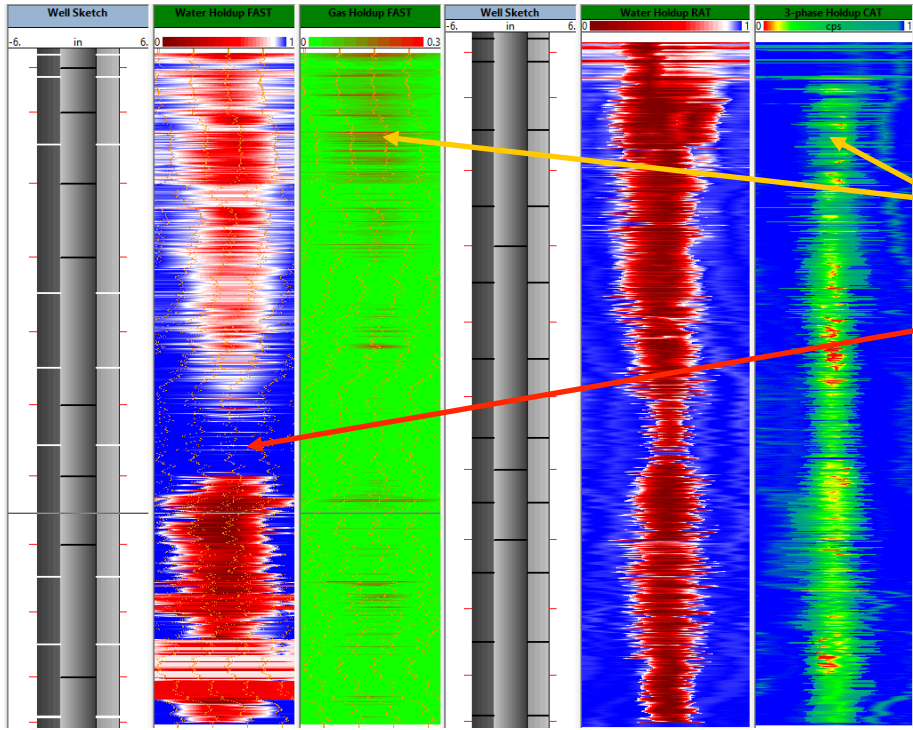 Well Sketch Water Holdup FAST Gas Holdup FAST Well Sketch Water Holdup RAT 3-phase Holdup CAT
-6. in 6. 0 1 0 0.3 -6. in 6. 0 1 0 cps 1